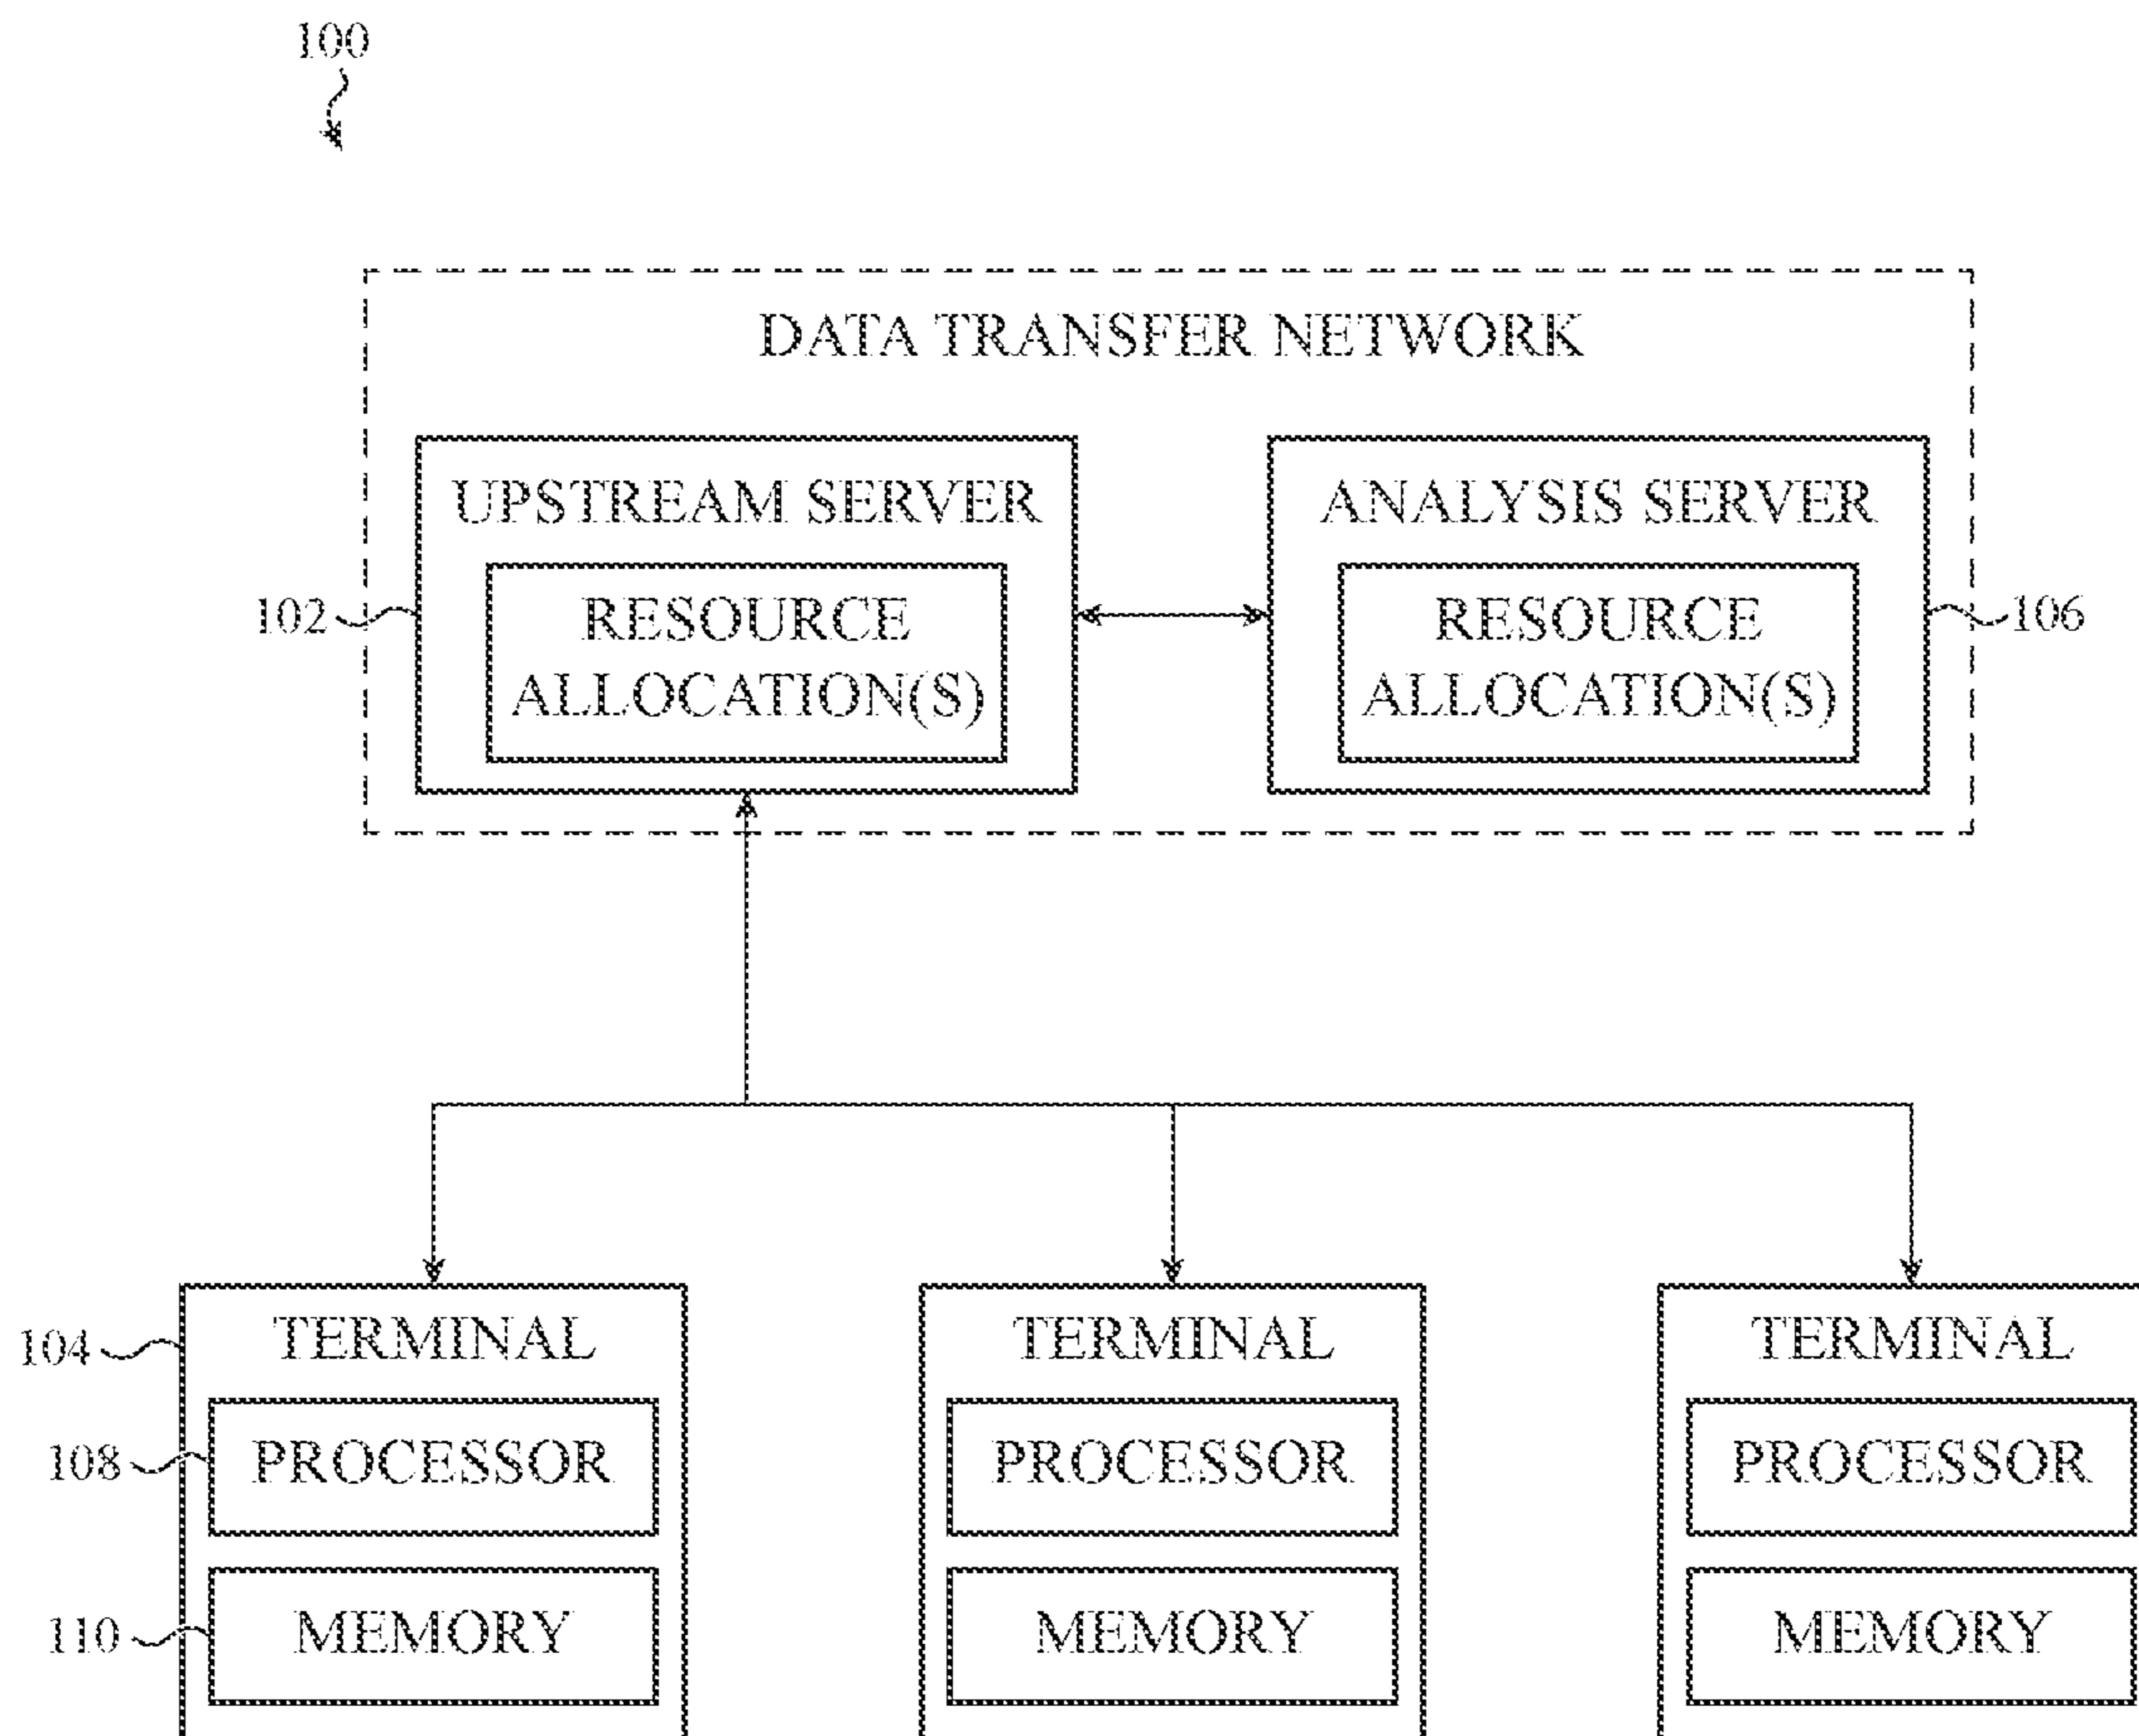 100
DATA TRANSFER NETWORK
UPSTREAM SERVER
ANALYSIS SERVER
102
RESOURCE
ALLOCATION(S)
RESOURCE
ALLOCATION(S)
106
104
TERMINAL
TERMINAL
TERMINAL
108
PROCESSOR
PROCESSOR
PROCESSOR
110
MEMORY
MEMORY
MEMORY